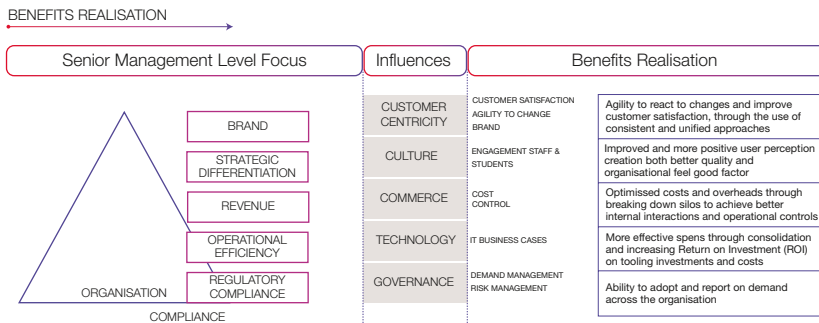 BENEFITS REALISATION
Senior Management Level Focus
Influences
Benefits Realisation
BRAND
STRATEGIC
DIFFERENTIATION
REVENUE
OPERATIONAL
EFFICIENCY
REGULATORY
COMPLIANCE
ORGANISATION
COMPLIANCE
CUSTOMER
CENTRICITY
CUSTOMER SATISFACTION
AGILITY TO CHANGE
BRAND
Agility to react to changes and improve
customer satisfaction, through the use of
consistent and unified approaches
CULTURE
ENGAGEMENT STAFF &
STUDENTS
Improved and more positive user perception
creation both better quality and
organisational feel good factor
COMMERCE
COST
CONTROL
Optimissed costs and overheads through
breaking down silos to achieve better
internal interactions and operational controls
TECHNOLOGY
IT BUSINESS CASES
More effective spens through consolidation
and increasing Return on Investment (ROI)
on tooling investments and costs
GOVERNANCE
DEMAND MANAGEMENT
RISK MANAGEMENT
Ability to adopt and report on demand
across the organisation